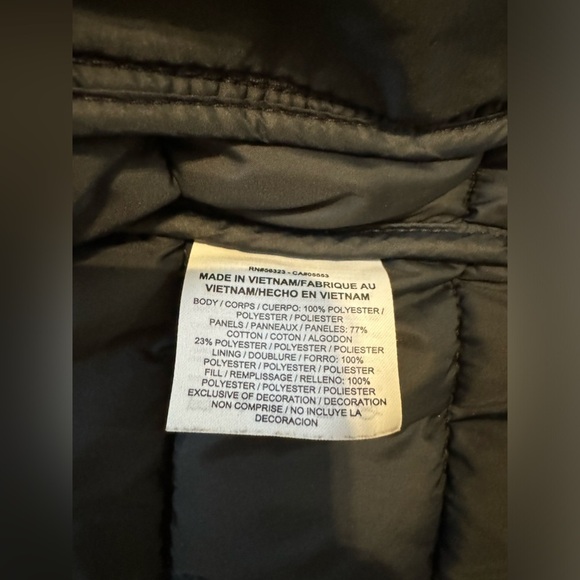 RN#06323 - CA#05553
MADE IN VIETNAM/FABRIQUE AU
VIETNAM/HECHO EN VIETNAM
BODY / CORPS / CUERPO: 100% POLYESTER /
POLYESTER / POLIESTER
PANELS / PANNEAUX / PANELES: 77%
COTTON / COTON / ALGODON
23% POLYESTER / POLYESTER / POLIESTER
LINING / DOUBLURE / FORRO: 100%
POLYESTER / POLYESTER / POLIESTER
FILL / REMPLISSAGE / RELLENO: 100%
POLYESTER / POLYESTER / POLIESTER
EXCLUSIVE OF DECORATION / DECORATION
NON COMPRISE / NO INCLUYE LA
DECORACION